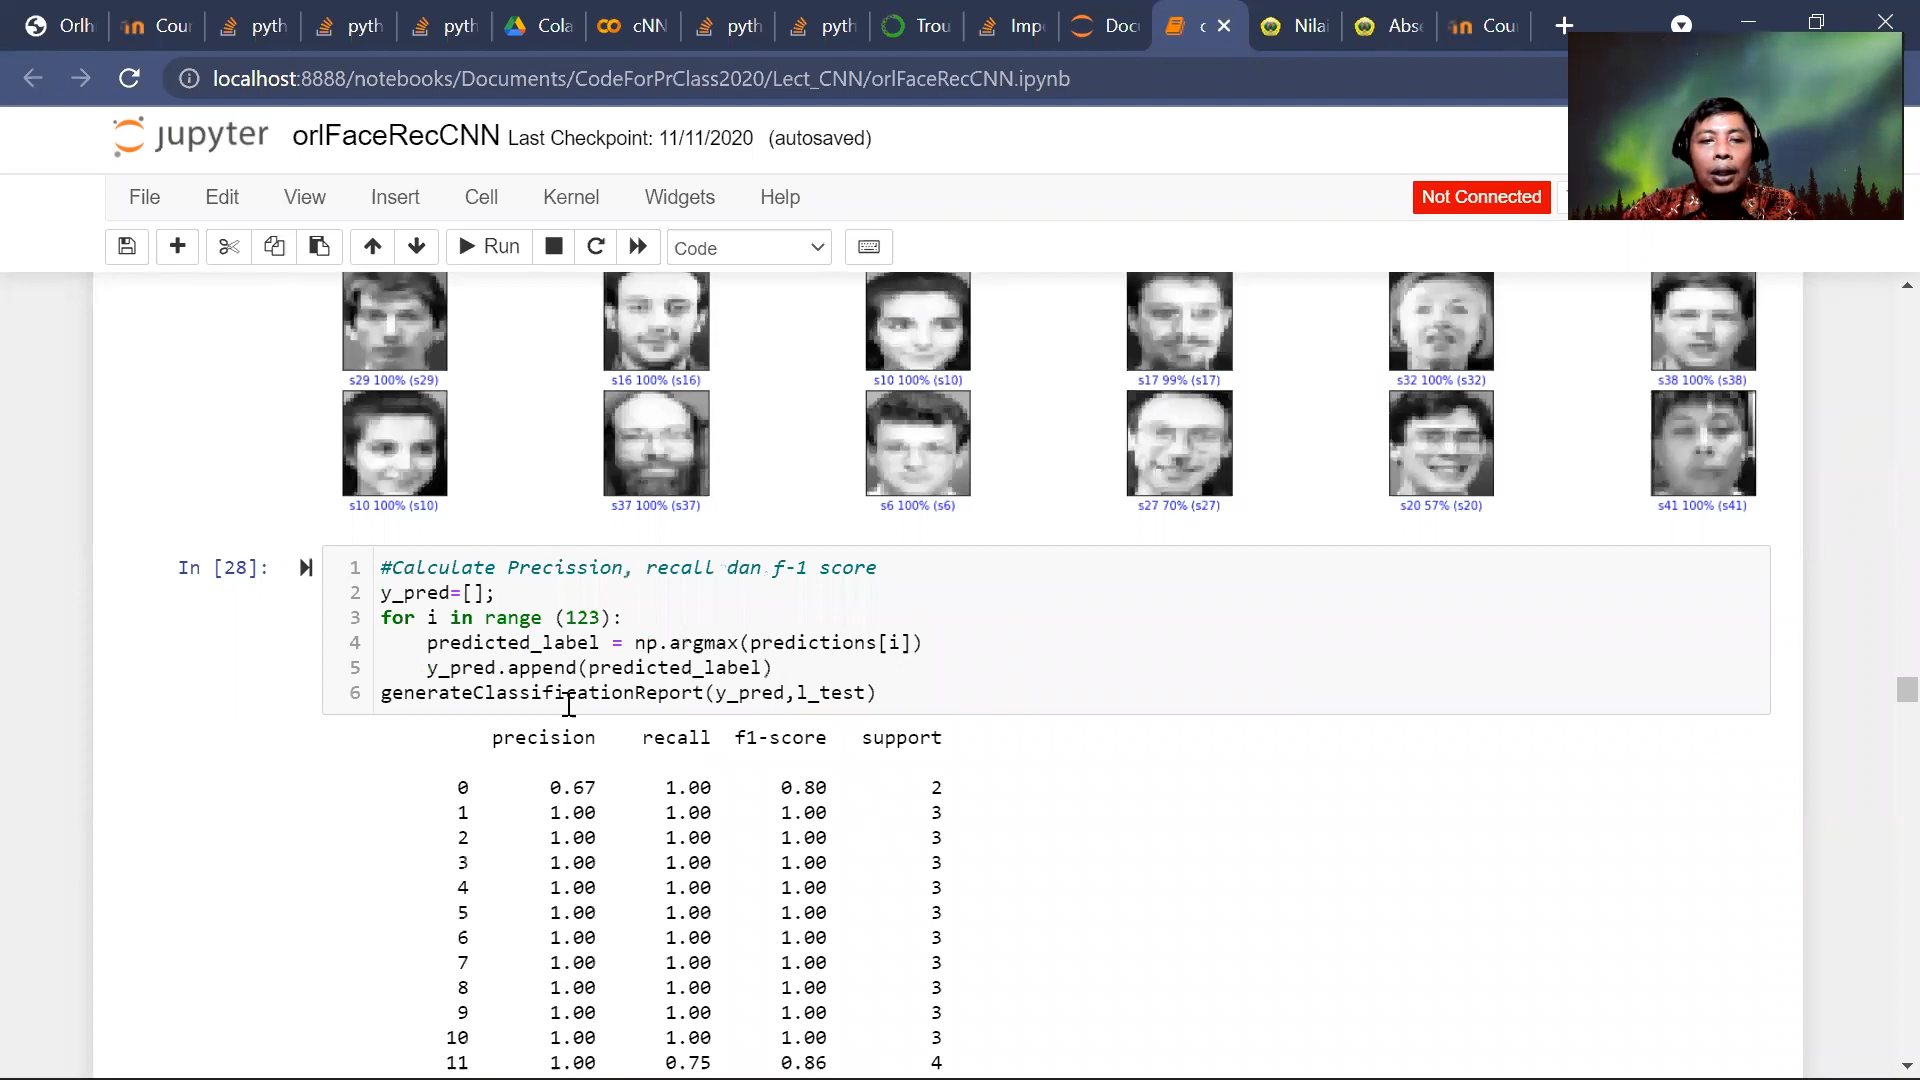 Orlh Cour pyth pyth pyth Cola cNN pyth pyth Trou Imp Doc c Nilai Abse Cour
localhost:8888/notebooks/Documents/CodeForPrClass2020/Lect_CNN/orlFaceRecCNN.ipynb
jupyter orlFaceRecCNN Last Checkpoint: 11/11/2020 (autosaved)
File Edit View Insert Cell Kernel Widgets Help Not Connected
Run Code
s29 100% (s29) s16 100% (s16) s10 100% (s10) s17 99% (s17) s32 100% (s32) s38 100% (s38)
s10 100% (s10) s37 100% (s37) s6 100% (s6) s27 70% (s27) s20 57% (s20) s41 100% (s41)
In [28]: 1 #Calculate Precission, recall dan f-1 score
2 y_pred=[];
3 for i in range (123):
4 predicted_label = np.argmax(predictions[i])
5 y_pred.append(predicted_label)
6 generateClassificationReport(y_pred,l_test)
precision recall f1-score support
0 0.67 1.00 0.80 2
1 1.00 1.00 1.00 3
2 1.00 1.00 1.00 3
3 1.00 1.00 1.00 3
4 1.00 1.00 1.00 3
5 1.00 1.00 1.00 3
6 1.00 1.00 1.00 3
7 1.00 1.00 1.00 3
8 1.00 1.00 1.00 3
9 1.00 1.00 1.00 3
10 1.00 1.00 1.00 3
11 1.00 0.75 0.86 4